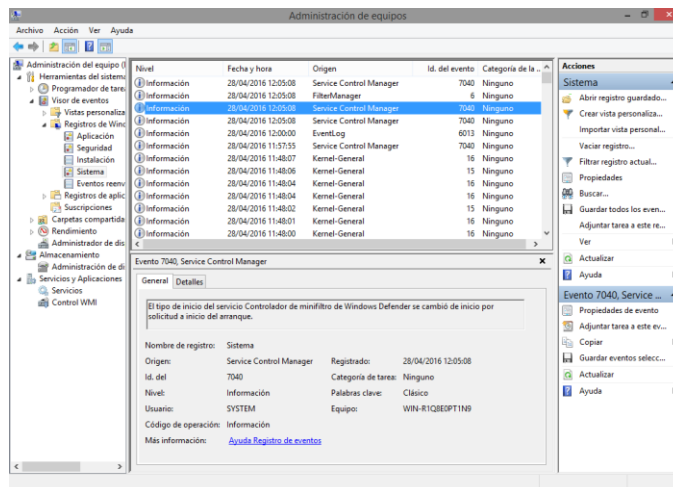 Administración de equipos
Archivo Acción Ver Ayuda
Administración del equipo (l
Herramientas del sistema
Programador de tare
Visor de eventos
Vistas personaliza
Registros de Wind
Aplicación
Seguridad
Instalación
Sistema
Eventos reenv
Registros de aplic
Suscripciones
Carpetas compartida
Rendimiento
Administrador de dis
Almacenamiento
Administración de di
Servicios y Aplicaciones
Servicios
Control WMI
Nivel Fecha y hora Origen Id. del evento Categoría de la ...
Información 28/04/2016 12:05:08 Service Control Manager 7040 Ninguno
Información 28/04/2016 12:05:08 FilterManager 6 Ninguno
Información 28/04/2016 12:05:08 Service Control Manager 7040 Ninguno
Información 28/04/2016 12:05:08 Service Control Manager 7040 Ninguno
Información 28/04/2016 12:00:00 EventLog 6013 Ninguno
Información 28/04/2016 11:57:55 Service Control Manager 7040 Ninguno
Información 28/04/2016 11:48:07 Kernel-General 16 Ninguno
Información 28/04/2016 11:48:06 Kernel-General 15 Ninguno
Información 28/04/2016 11:48:04 Kernel-General 16 Ninguno
Información 28/04/2016 11:48:04 Kernel-General 16 Ninguno
Información 28/04/2016 11:48:02 Kernel-General 15 Ninguno
Información 28/04/2016 11:48:01 Kernel-General 16 Ninguno
Información 28/04/2016 11:48:00 Kernel-General 16 Ninguno
Evento 7040, Service Control Manager
General Detalles
El tipo de inicio del servicio Controlador de minifiltro de Windows Defender se cambió de inicio por
solicitud a inicio del arranque.
Nombre de registro: Sistema
Origen: Service Control Manager Registrado: 28/04/2016 12:05:08
Id. del 7040 Categoría de tarea: Ninguno
Nivel: Información Palabras clave: Clásico
Usuario: SYSTEM Equipo: WIN-R1Q8E0PT1N9
Código de operación: Información
Más información: Ayuda Registro de eventos
Acciones
Sistema
Abrir registro guardado...
Crear vista personaliza...
Importar vista personal...
Vaciar registro...
Filtrar registro actual...
Propiedades
Buscar...
Guardar todos los even...
Adjuntar tarea a este re...
Ver
Actualizar
Ayuda
Evento 7040, Service ...
Propiedades de evento
Adjuntar tarea a este ev...
Copiar
Guardar eventos selecc...
Actualizar
Ayuda